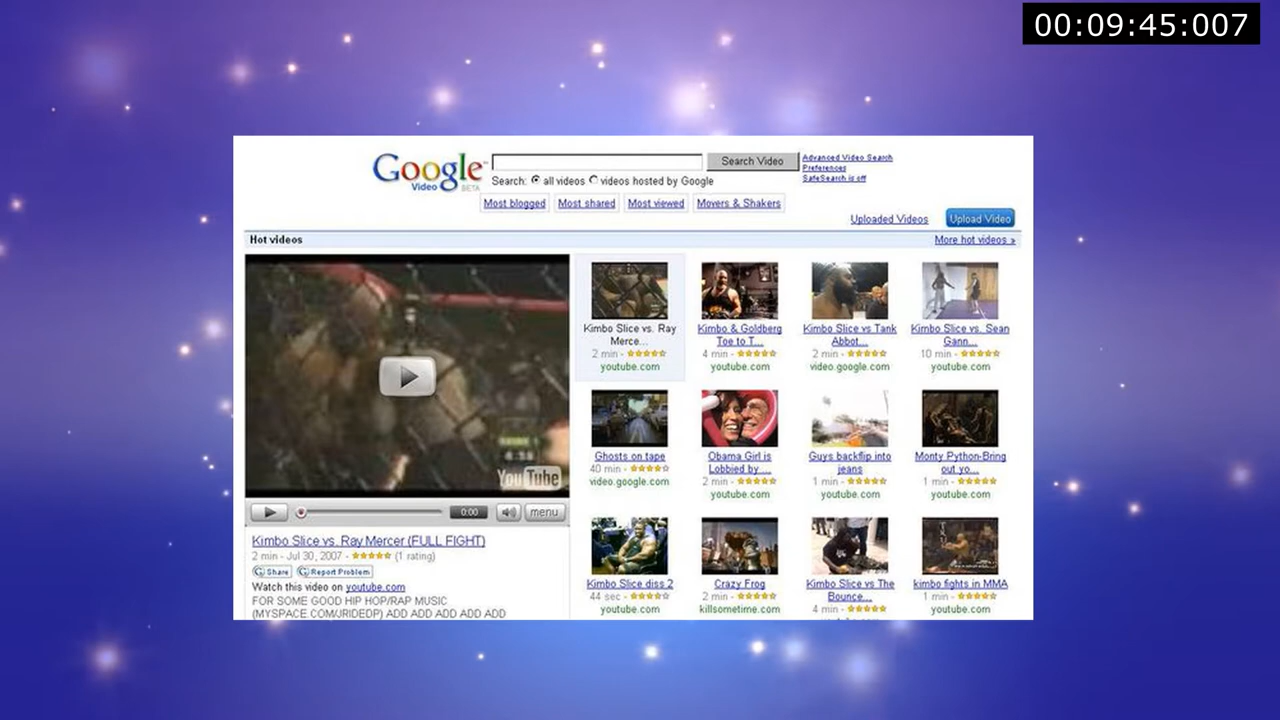 00:09:45:007
Google
Video BETA
Search Video
Advanced Video Search
Preferences
SafeSearch is off
Search: all videos videos hosted by Google
Most blogged Most shared Most viewed Movers & Shakers
Uploaded Videos Upload Video
Hot videos More hot videos »
YouTube
0:00 menu
Kimbo Slice vs. Ray Mercer (FULL FIGHT)
2 min - Jul 30, 2007 - (1 rating)
Share Report Problem
Watch this video on youtube.com
FOR SOME GOOD HIP HOP/RAP MUSIC
(MYSPACE.COM/JRIDEDP) ADD ADD ADD ADD
Kimbo Slice vs. Ray
Merce...
2 min -
youtube.com
Kimbo & Goldberg
Toe to T...
4 min -
youtube.com
Kimbo Slice vs Tank
Abbot...
2 min -
video.google.com
Kimbo Slice vs. Sean
Gann...
10 min -
youtube.com
Ghosts on tape
40 min -
video.google.com
Obama Girl is
Lobbied by ...
2 min -
youtube.com
Guys backflip into
jeans
1 min -
youtube.com
Monty Python-Bring
out yo...
1 min -
youtube.com
Kimbo Slice diss 2
44 sec -
youtube.com
Crazy Frog
2 min -
killsometime.com
Kimbo Slice vs The
Bounce...
4 min -
kimbo fights in MMA
1 min -
youtube.com